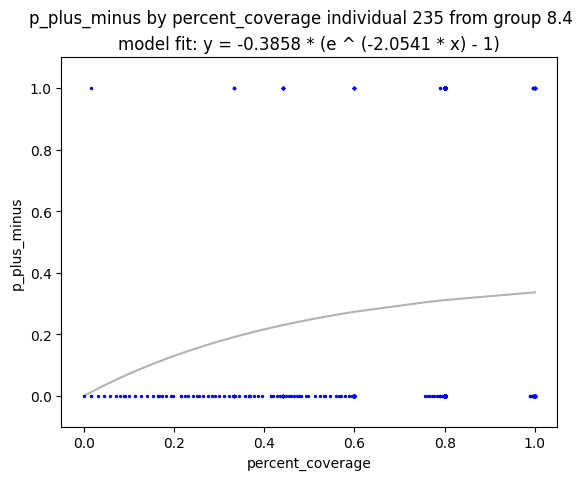 p_plus_minus by percent_coverage individual 235 from group 8.4
model fit: y = -0.3858 * (e ^ (-2.0541 * x) - 1)
1.0
0.8
0.6
0.4
0.2
0.0
p_plus_minus
0.0 0.2 0.4 0.6 0.8 1.0
percent_coverage